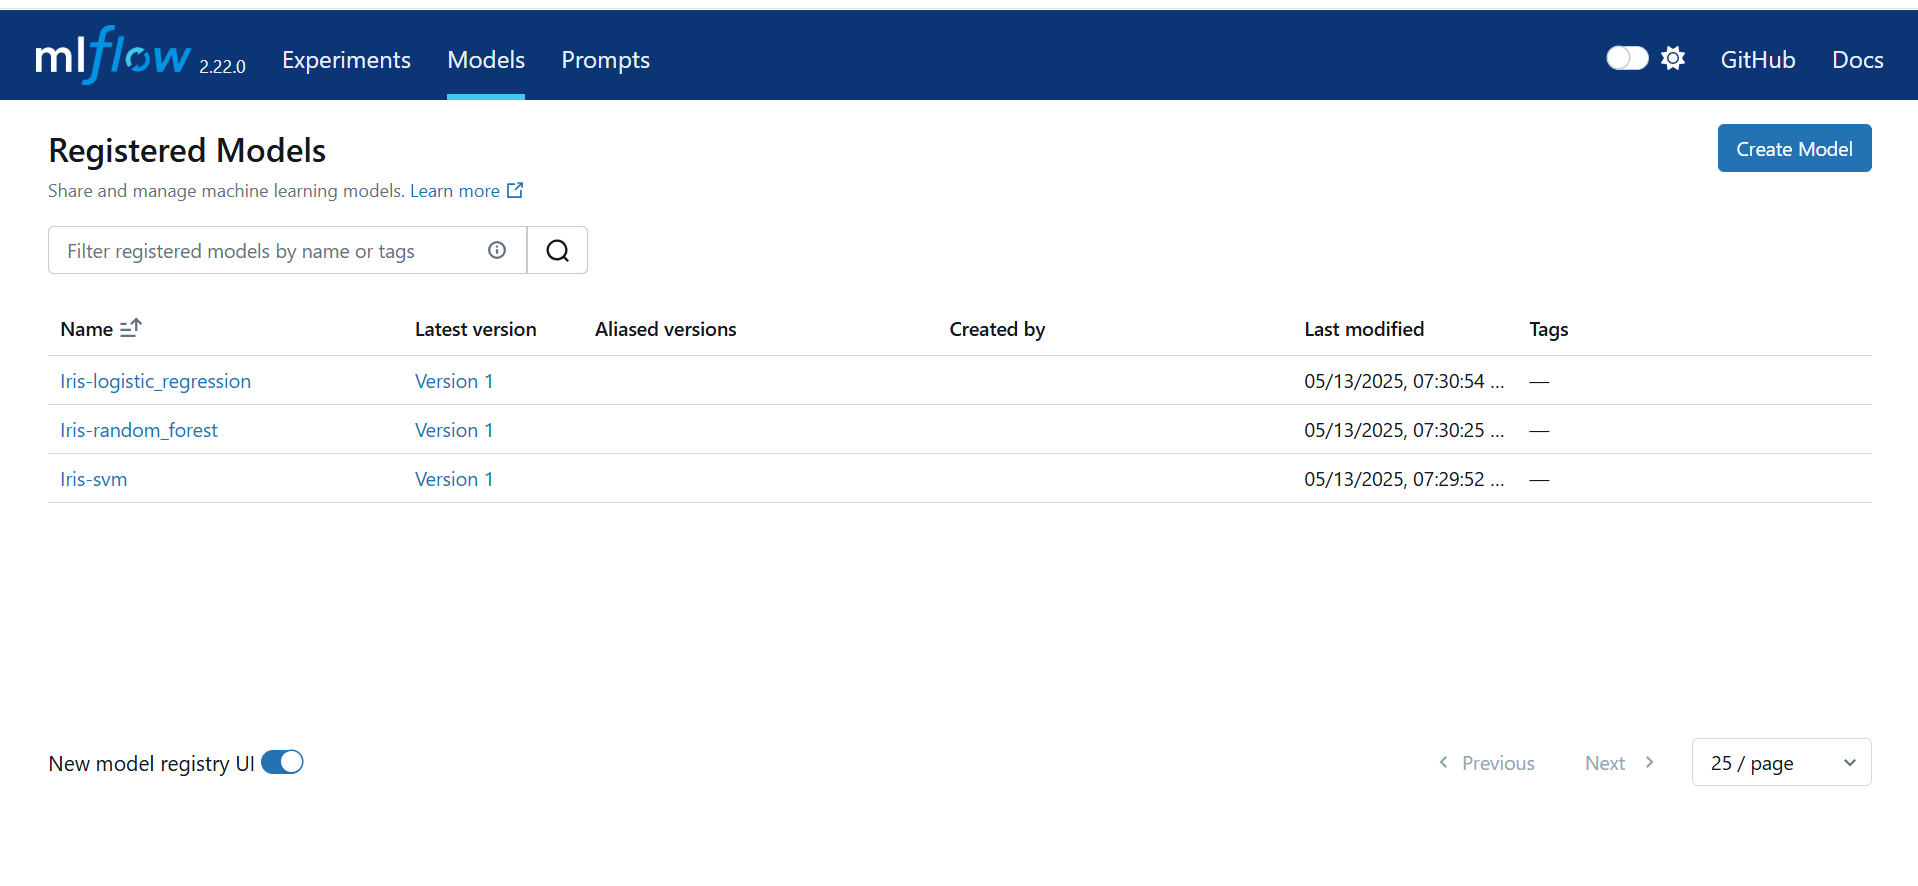 mlflow 2.22.0 Experiments Models Prompts GitHub Docs
Registered Models
Create Model
Share and manage machine learning models. Learn more
Filter registered models by name or tags
Name Latest version Aliased versions Created by Last modified Tags
Iris-logistic_regression Version 1 05/13/2025, 07:30:54 ... —
Iris-random_forest Version 1 05/13/2025, 07:30:25 ... —
Iris-svm Version 1 05/13/2025, 07:29:52 ... —
New model registry UI Previous Next 25 / page